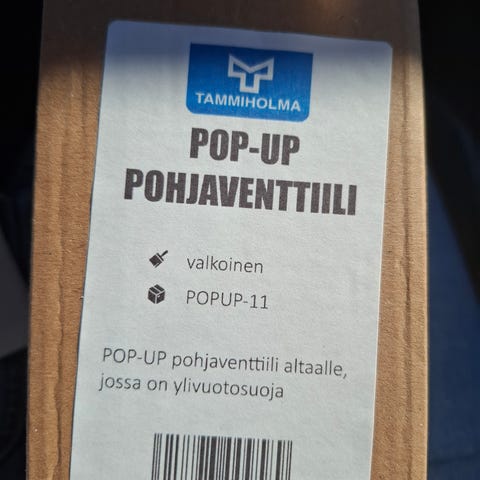 TAMMIHOLMA
POP-UP
POHJAVENTTIILI
valkoinen
POPUP-11
POP-UP pohjaventtiili altaalle,
jossa on ylivuotosuoja